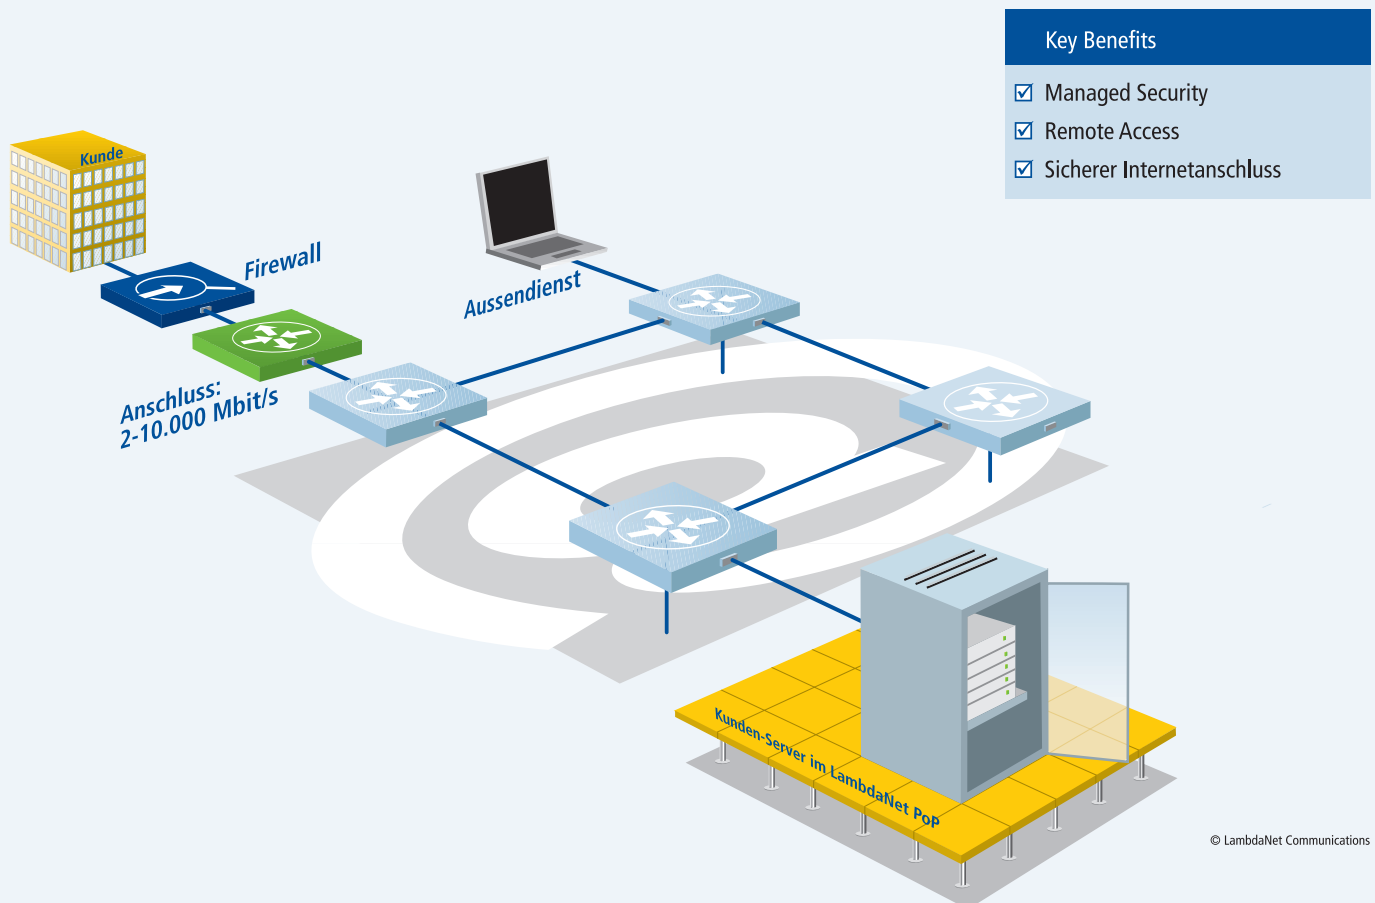 Key Benefits
Managed Security
Remote Access
Sicherer Internetanschluss
Kunde
Firewall
Aussendienst
Anschluss:
2-10.000 Mbit/s
Kunden-Server im LambdaNet PoP
© LambdaNet Communications